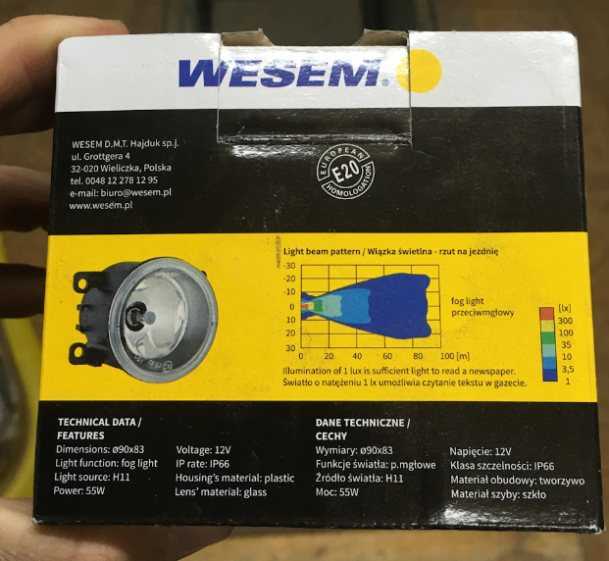 WESEM.
WESEM D.M.T. Hajduk sp.j.
ul. Grottgera 4
32-020 Wieliczka, Polska
tel. 0048 12 278 12 95
e-mail: biuro@wesem.pl
www.wesem.pl
EUROPEAN
E20
HOMOLOGATION
Light beam pattern / Wiązka świetlna - rzut na jezdnię
-30
-20
-10
0
10
20
30
0 20 40 60 80 100 [m]
fog light
przeciwmgłowy
[lx]
300
100
35
10
3,5
1
Illumination of 1 lux is sufficient light to read a newspaper.
Światło o natężeniu 1 lx umożliwia czytanie tekstu w gazecie.
TECHNICAL DATA /
FEATURES
Dimensions: ø90x83
Light function: fog light
Light source: H11
Power: 55W
Voltage: 12V
IP rate: IP66
Housing's material: plastic
Lens' material: glass
DANE TECHNICZNE /
CECHY
Wymiary: ø90x83
Funkcje światła: p.mgłowe
Źródło światła: H11
Moc: 55W
Napięcie: 12V
Klasa szczelności: IP66
Materiał obudowy: tworzywo
Materiał szyby: szkło